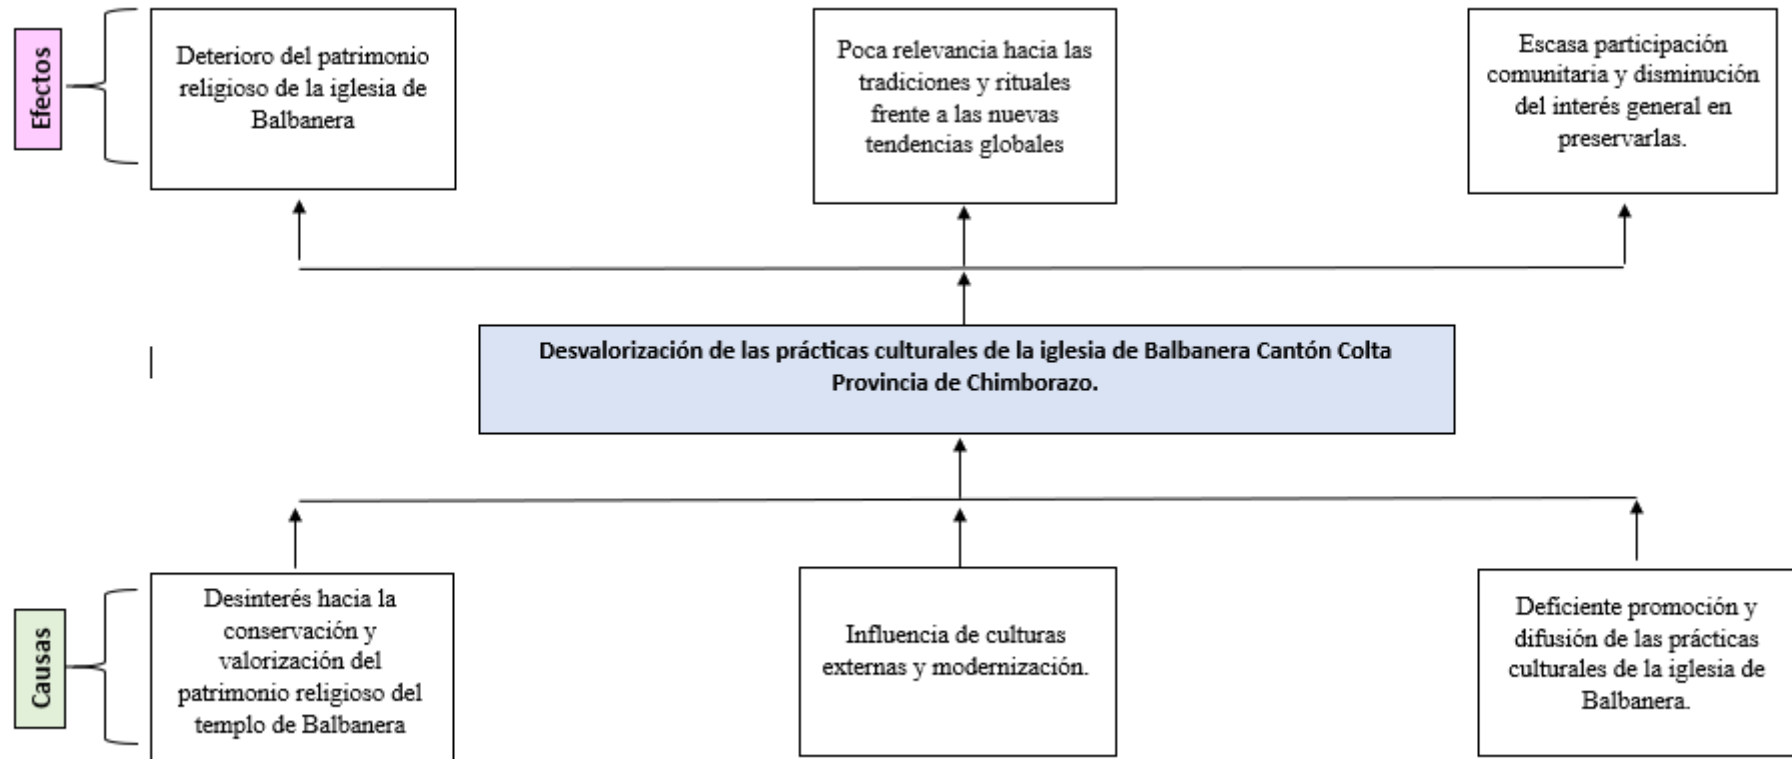 Efectos
Deterioro del patrimonio
religioso de la iglesia de
Balbanera
Poca relevancia hacia las
tradiciones y rituales
frente a las nuevas
tendencias globales
Escasa participación
comunitaria y disminución
del interés general en
preservarlas.
Desvalorización de las prácticas culturales de la iglesia de Balbanera Cantón Colta
Provincia de Chimborazo.
Causas
Desinterés hacia la
conservación y
valorización del
patrimonio religioso del
templo de Balbanera
Influencia de culturas
externas y modernización.
Deficiente promoción y
difusión de las prácticas
culturales de la iglesia de
Balbanera.